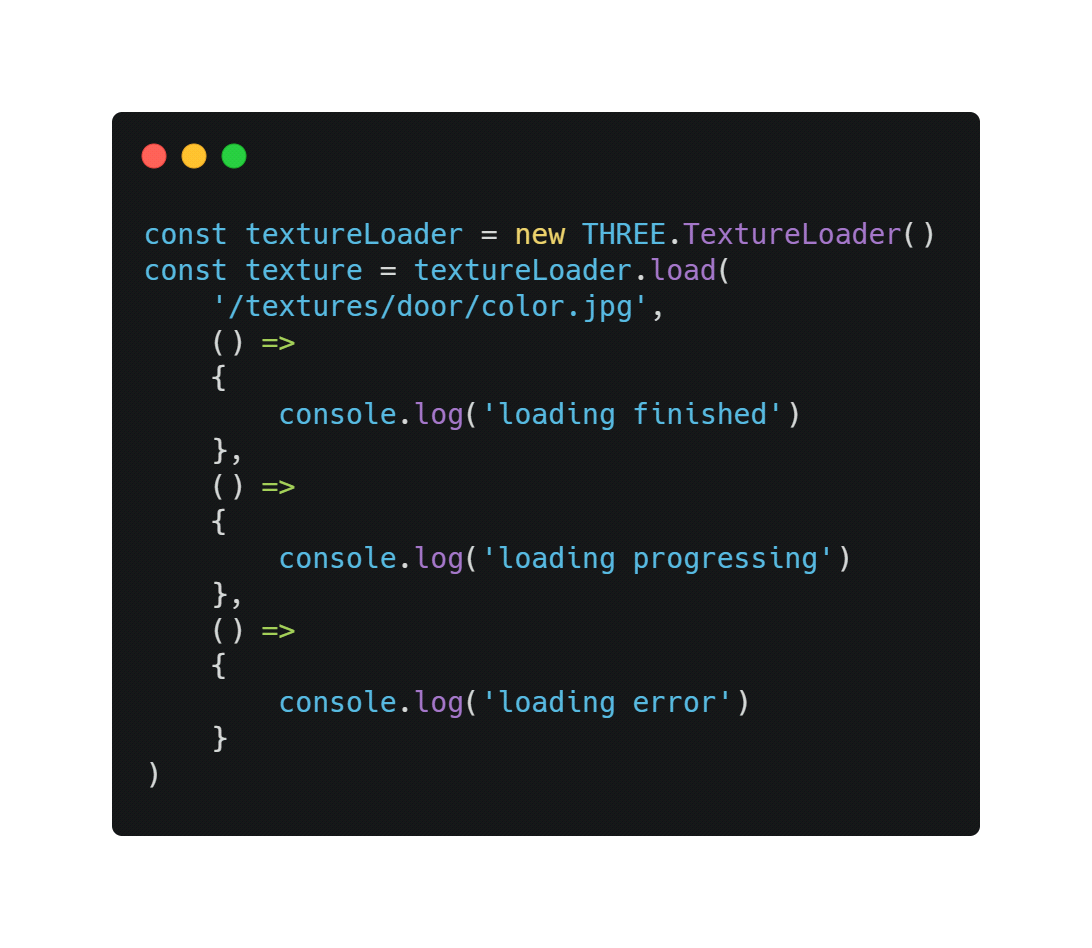 const textureLoader = new THREE.TextureLoader()
const texture = textureLoader.load(
    '/textures/door/color.jpg',
    () =>
    {
        console.log('loading finished')
    },
    () =>
    {
        console.log('loading progressing')
    },
    () =>
    {
        console.log('loading error')
    }
)